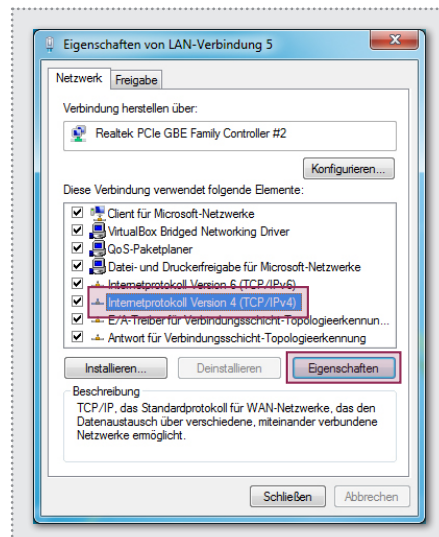 Eigenschaften von LAN-Verbindung 5
Netzwerk Freigabe
Verbindung herstellen über:
Realtek PCIe GBE Family Controller #2
Konfigurieren...
Diese Verbindung verwendet folgende Elemente:
Client für Microsoft-Netzwerke
VirtualBox Bridged Networking Driver
QoS-Paketplaner
Datei- und Druckerfreigabe für Microsoft-Netzwerke
Internetprotokoll Version 6 (TCP/IPv6)
Internetprotokoll Version 4 (TCP/IPv4)
E/A-Treiber für Verbindungsschicht-Topologieerkennun...
Antwort für Verbindungsschicht-Topologieerkennung
Installieren... Deinstallieren Eigenschaften
Beschreibung
TCP/IP, das Standardprotokoll für WAN-Netzwerke, das den
Datenaustausch über verschiedene, miteinander verbundene
Netzwerke ermöglicht.
Schließen Abbrechen